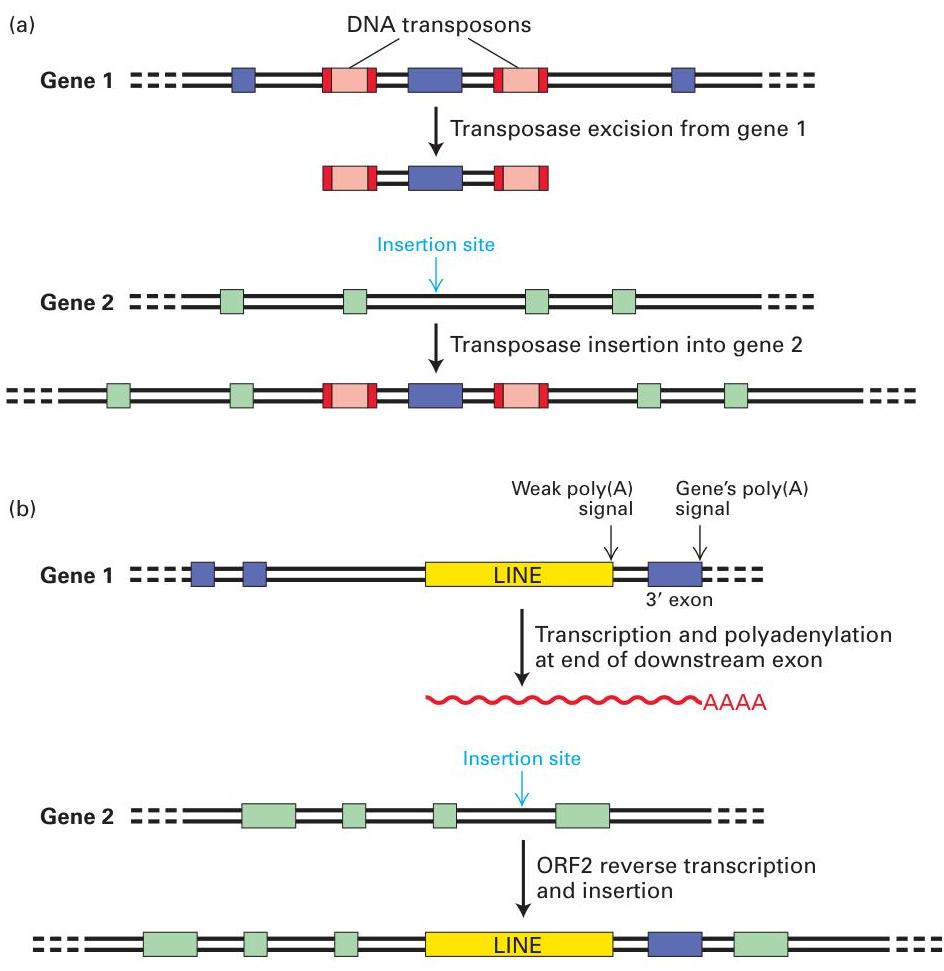 (a)
DNA transposons
Gene 1
Transposase excision from gene 1
Insertion site
Gene 2
Transposase insertion into gene 2
(b)
Weak poly(A)
signal
Gene’s poly(A)
signal
Gene 1
LINE
3′ exon
Transcription and polyadenylation
at end of downstream exon
AAAA
Insertion site
Gene 2
ORF2 reverse transcription
and insertion
LINE